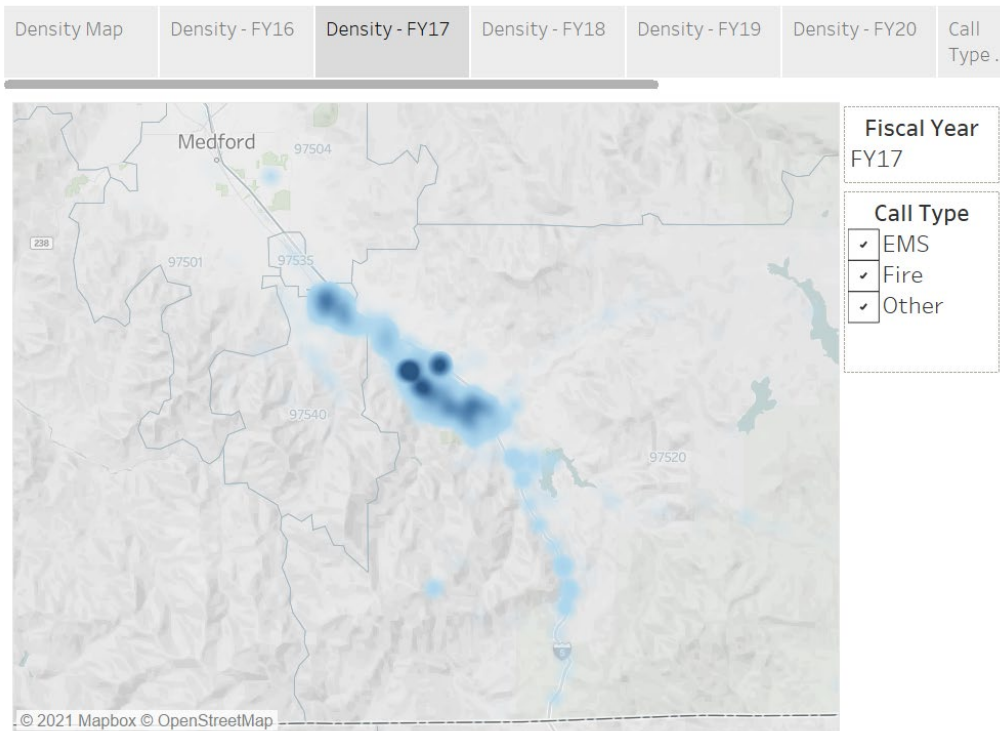 Density Map
Density - FY16
Density - FY17
Density - FY18
Density - FY19
Density - FY20
Call
Type .
Medford
97504
238
97501
97535
97540
97520
5
© 2021 Mapbox © OpenStreetMap
Fiscal Year
FY17
Call Type
EMS
Fire
Other